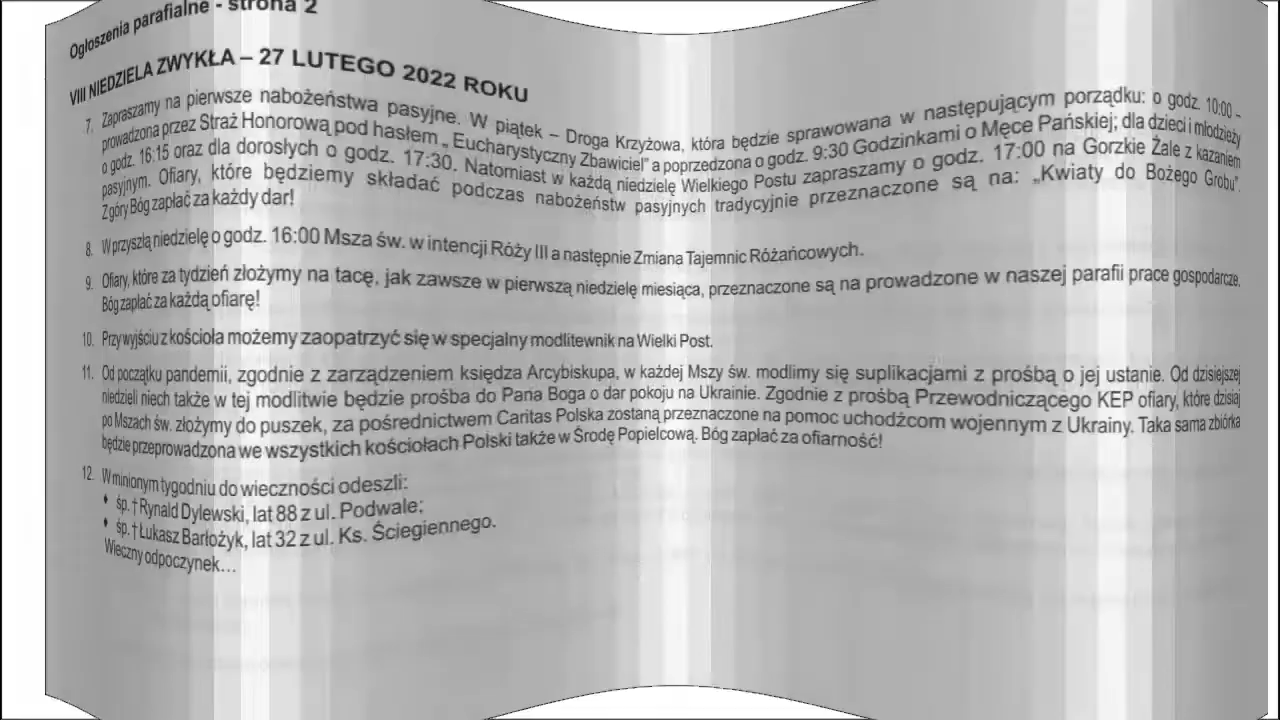 Ogłoszenia parafialne - strona 2
VIII NIEDZIELA ZWYKŁA – 27 LUTEGO 2022 ROKU
7. Zapraszamy na pierwsze nabożeństwa pasyjne. W piątek – Droga Krzyżowa, która będzie sprawowana w następującym porządku: o godz. 10:00 -
prowadzona przez Straż Honorową pod hasłem „ Eucharystyczny Zbawiciel" a poprzedzona o godz. 9:30 Godzinkami o Męce Pańskiej; dla dzieci i młodzieży
o godz. 16:15 oraz dla dorosłych o godz. 17:30. Natomiast w każdą niedzielę Wielkiego Postu zapraszamy o godz. 17:00 na Gorzkie Żale z kazaniem
pasyjnym. Ofiary, które będziemy składać podczas nabożeństw pasyjnych tradycyjnie przeznaczone są na: „Kwiaty do Bożego Grobu".
Z góry Bóg zapłać za każdy dar!
8. W przyszłą niedzielę o godz. 16:00 Msza św. w intencji Róży III a następnie Zmiana Tajemnic Różańcowych.
9. Ofiary, które za tydzień złożymy na tacę, jak zawsze w pierwszą niedzielę miesiąca, przeznaczone są na prowadzone w naszej parafii prace gospodarcze.
Bóg zapłać za każdą ofiarę!
10. Przy wyjściu z kościoła możemy zaopatrzyć się w specjalny modlitewnik na Wielki Post.
11. Od początku pandemii, zgodnie z zarządzeniem księdza Arcybiskupa, w każdej Mszy św. modlimy się suplikacjami z prośbą o jej ustanie. Od dzisiejszej
niedzieli niech także w tej modlitwie będzie prośba do Pana Boga o dar pokoju na Ukrainie. Zgodnie z prośbą Przewodniczącego KEP ofiary, które dzisiaj
po Mszach św. złożymy do puszek, za pośrednictwem Caritas Polska zostaną przeznaczone na pomoc uchodźcom wojennym z Ukrainy. Taka sama zbiórka
będzie przeprowadzona we wszystkich kościołach Polski także w Środę Popielcową. Bóg zapłać za ofiarność!
12. W minionym tygodniu do wieczności odeszli:
• śp. † Rynald Dylewski, lat 88 z ul. Podwale;
• śp. † Łukasz Barłożyk, lat 32 z ul. Ks. Ściegiennego.
Wieczny odpoczynek…